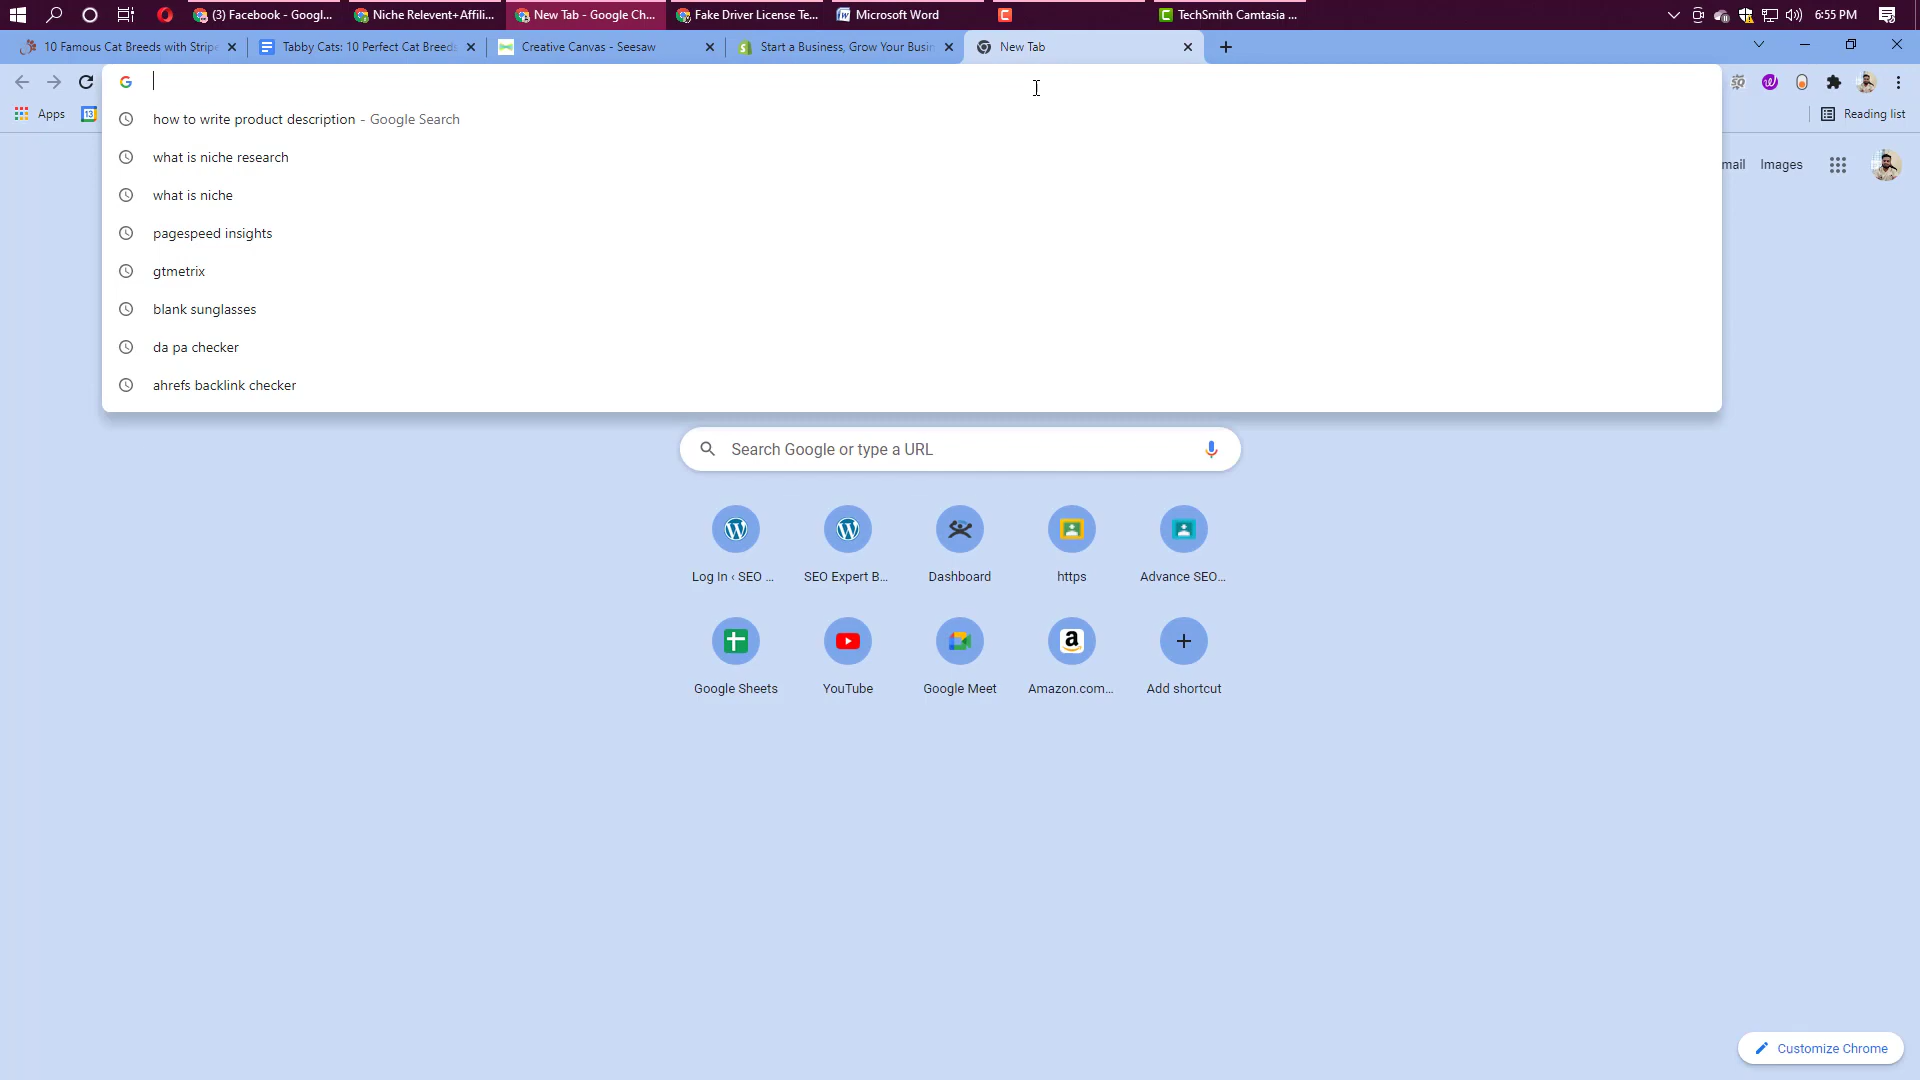 (3) Facebook - Googl...
Niche Relevent+Affili...
New Tab - Google Ch...
Fake Driver License Te...
Microsoft Word
TechSmith Camtasia ...
6:55 PM
10 Famous Cat Breeds with Stripe
Tabby Cats: 10 Perfect Cat Breeds
Creative Canvas - Seesaw
Start a Business, Grow Your Busin
New Tab
Apps
13
how to write product description - Google Search
what is niche research
what is niche
pagespeed insights
gtmetrix
blank sunglasses
da pa checker
ahrefs backlink checker
Reading list
mail
Images
Search Google or type a URL
Log In ‹ SEO ...
SEO Expert B...
Dashboard
https
Advance SEO...
Google Sheets
YouTube
Google Meet
Amazon.com...
Add shortcut
Customize Chrome